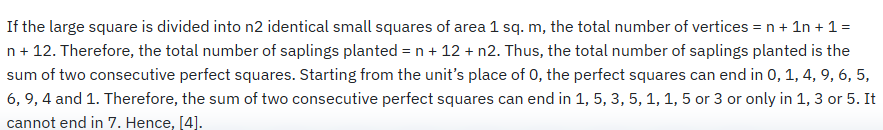 If the large square is divided into n2 identical small squares of area 1 sq. m, the total number of vertices = n + 1n + 1 =
n + 12. Therefore, the total number of saplings planted = n + 12 + n2. Thus, the total number of saplings planted is the
sum of two consecutive perfect squares. Starting from the unit’s place of 0, the perfect squares can end in 0, 1, 4, 9, 6, 5,
6, 9, 4 and 1. Therefore, the sum of two consecutive perfect squares can end in 1, 5, 3, 5, 1, 1, 5 or 3 or only in 1, 3 or 5. It
cannot end in 7. Hence, [4].